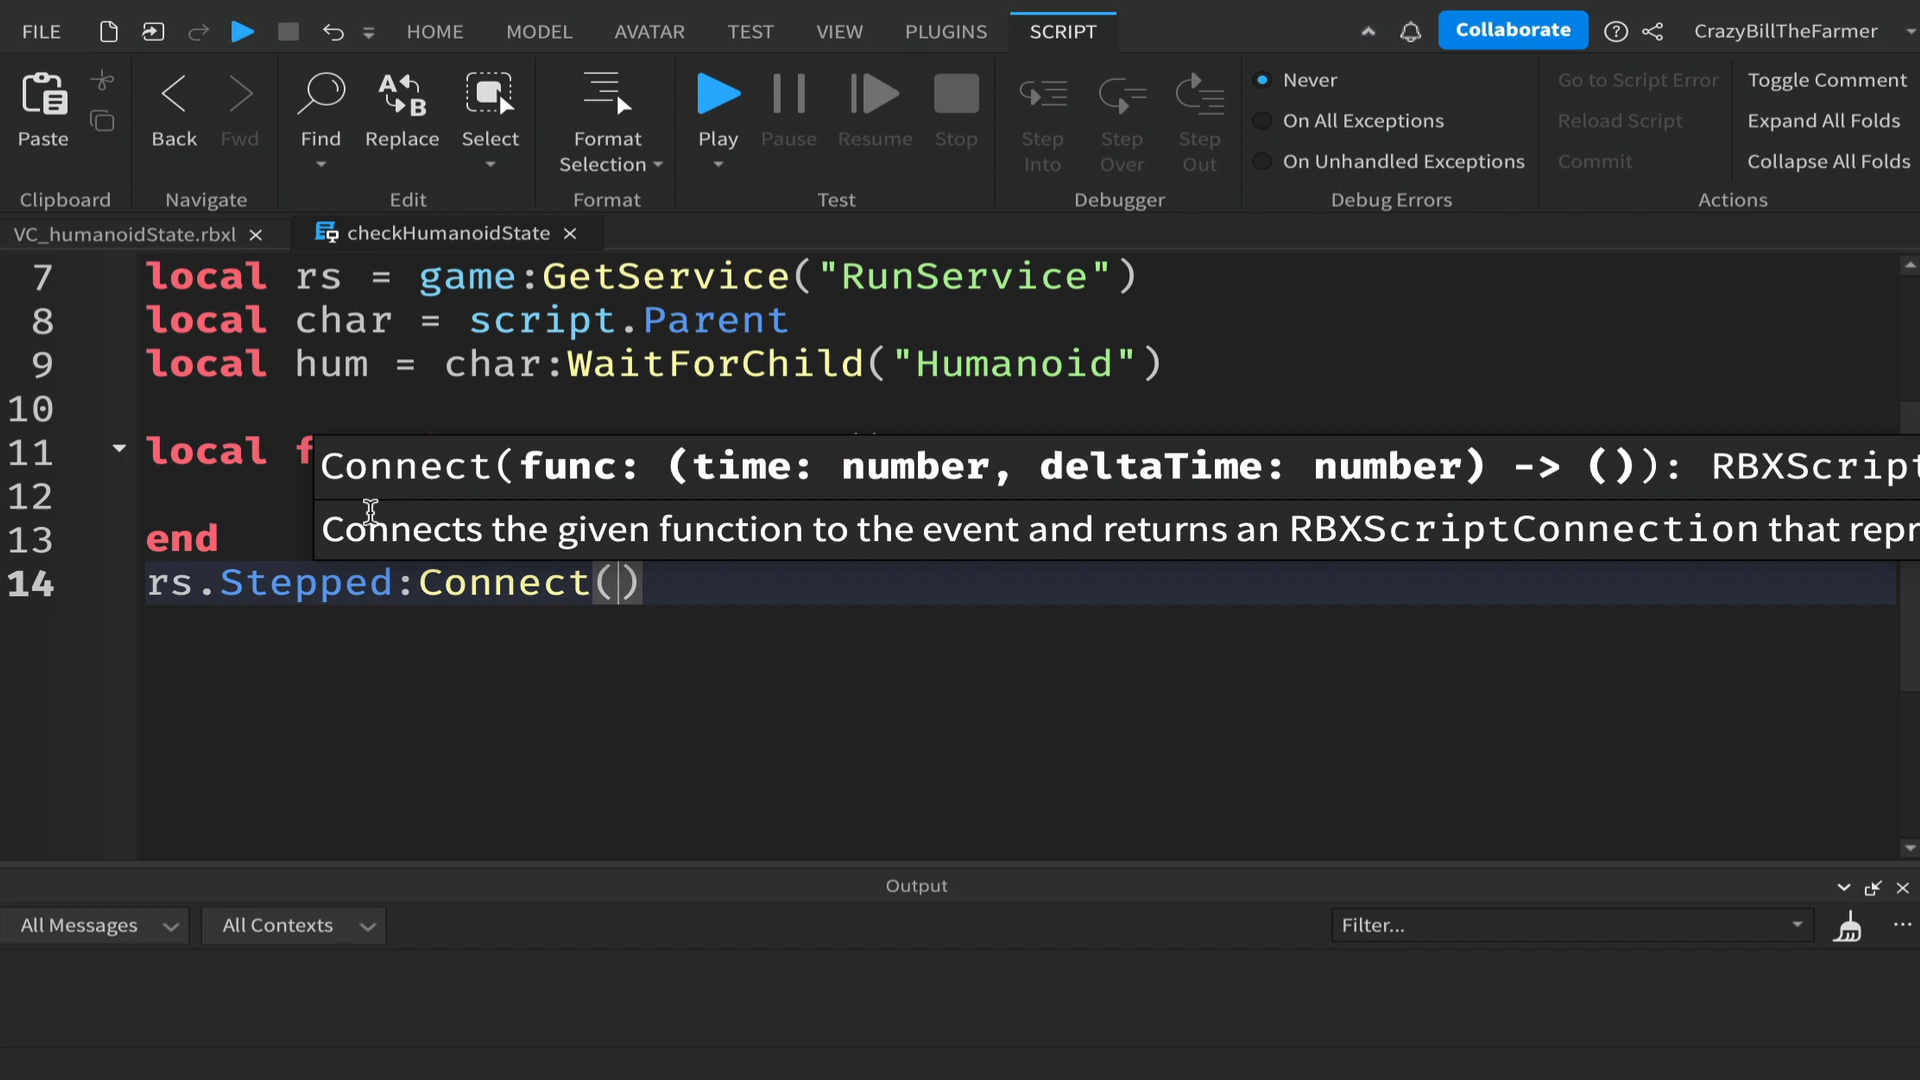 FILE HOME MODEL AVATAR TEST VIEW PLUGINS SCRIPT Collaborate CrazyBillTheFarmer
Paste Back Fwd Find Replace Select Format Selection Play Pause Resume Stop Step Into Step Over Step Out
Never
On All Exceptions
On Unhandled Exceptions
Go to Script Error
Reload Script
Commit
Toggle Comment
Expand All Folds
Collapse All Folds
Clipboard Navigate Edit Format Test Debugger Debug Errors Actions
VC_humanoidState.rbxl checkHumanoidState
7 local rs = game:GetService("RunService")
8 local char = script.Parent
9 local hum = char:WaitForChild("Humanoid")
10
11 local f
Connect(func: (time: number, deltaTime: number) -> ()): RBXScript
12
Connects the given function to the event and returns an RBXScriptConnection that repr
13 end
14 rs.Stepped:Connect()
Output
All Messages All Contexts Filter...